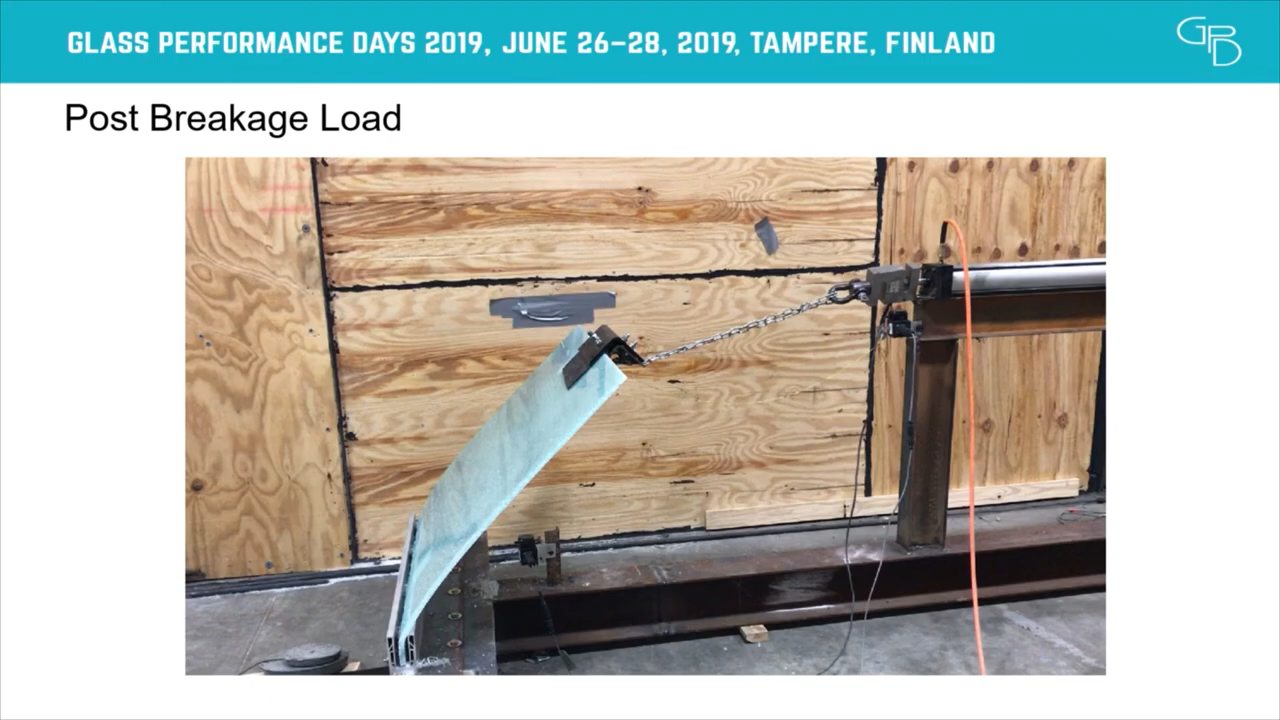 GLASS PERFORMANCE DAYS 2019, JUNE 26–28, 2019, TAMPERE, FINLAND
GPD
Post Breakage Load